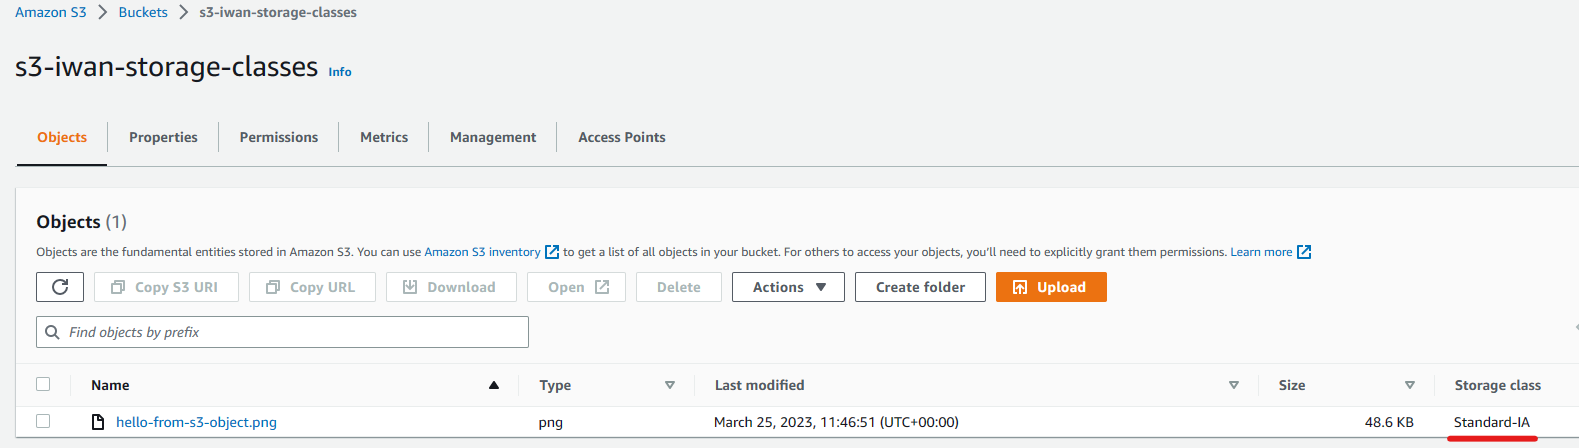 Amazon S3 > Buckets > s3-iwan-storage-classes
s3-iwan-storage-classes Info
Objects Properties Permissions Metrics Management Access Points
Objects (1)
Objects are the fundamental entities stored in Amazon S3. You can use Amazon S3 inventory to get a list of all objects in your bucket. For others to access your objects, you'll need to explicitly grant them permissions. Learn more
Copy S3 URI Copy URL Download Open Delete Actions Create folder Upload
Find objects by prefix
Name Type Last modified Size Storage class
hello-from-s3-object.png png March 25, 2023, 11:46:51 (UTC+00:00) 48.6 KB Standard-IA